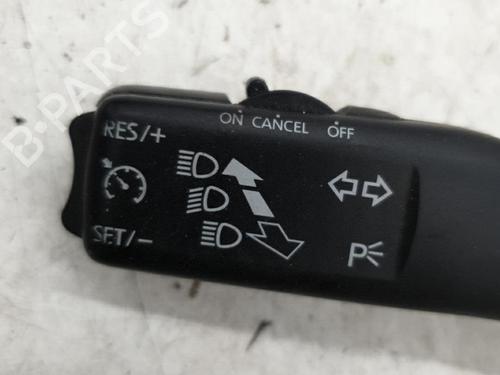 B-PARTS
ON CANCEL OFF
RES/+
SET/-
P